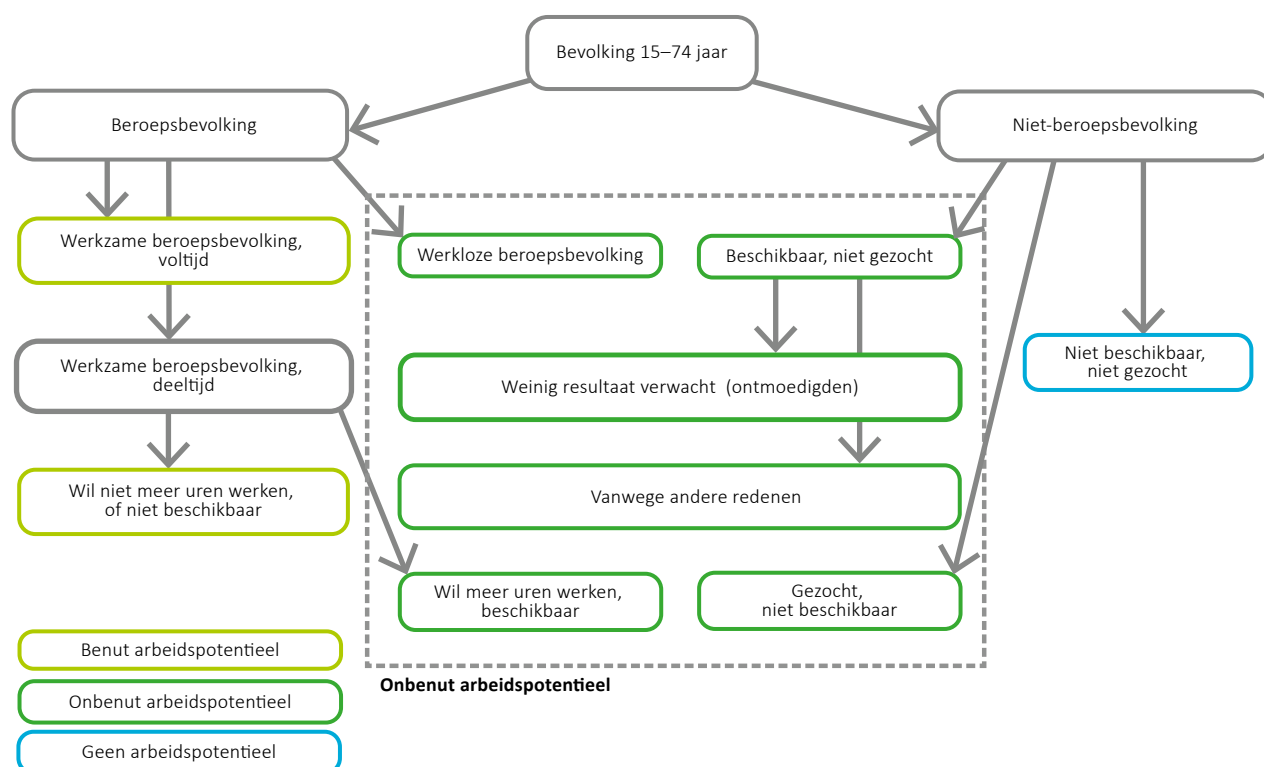 Bevolking 15–74 jaar
Beroepsbevolking
Niet-beroepsbevolking
Werkzame beroepsbevolking,
voltijd
Werkloze beroepsbevolking
Beschikbaar, niet gezocht
Werkzame beroepsbevolking,
deeltijd
Weinig resultaat verwacht (ontmoedigden)
Niet beschikbaar,
niet gezocht
Wil niet meer uren werken,
of niet beschikbaar
Vanwege andere redenen
Wil meer uren werken,
beschikbaar
Gezocht,
niet beschikbaar
Onbenut arbeidspotentieel
Benut arbeidspotentieel
Onbenut arbeidspotentieel
Geen arbeidspotentieel